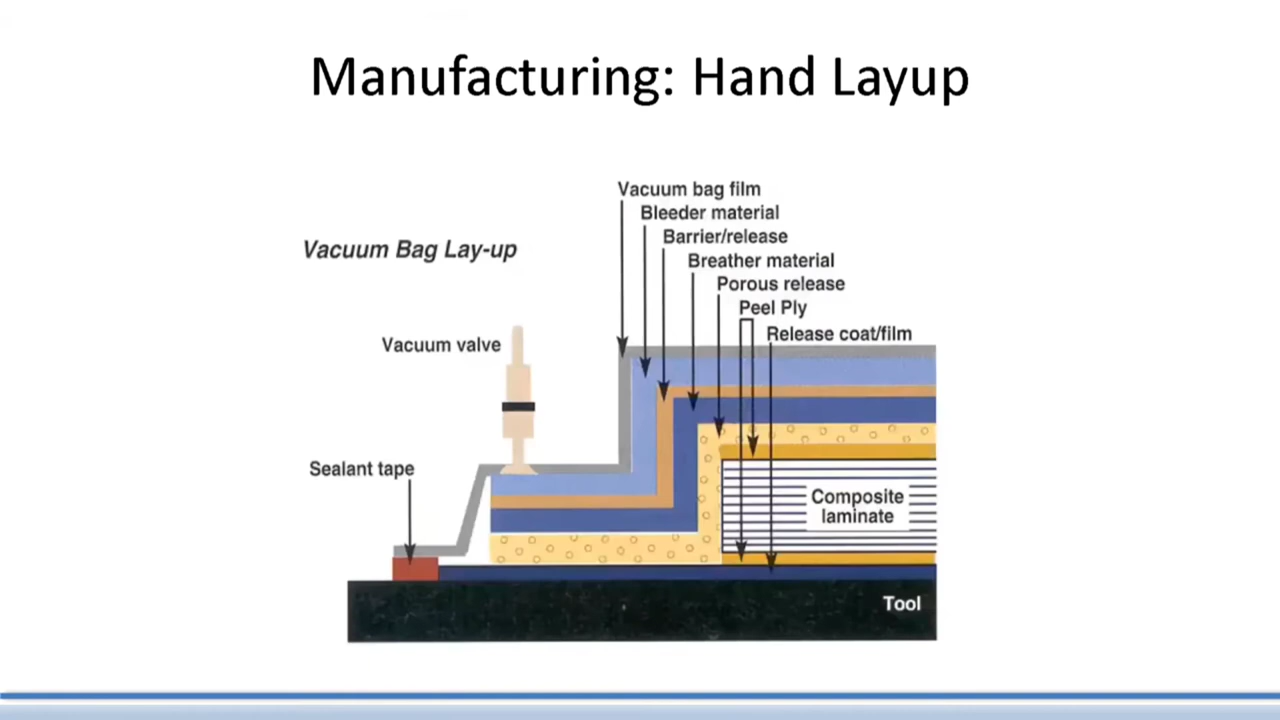 Manufacturing: Hand Layup
Vacuum bag film
Bleeder material
Vacuum Bag Lay-up
Barrier/release
Breather material
Porous release
Peel Ply
Release coat/film
Vacuum valve
Sealant tape
Composite
laminate
Tool